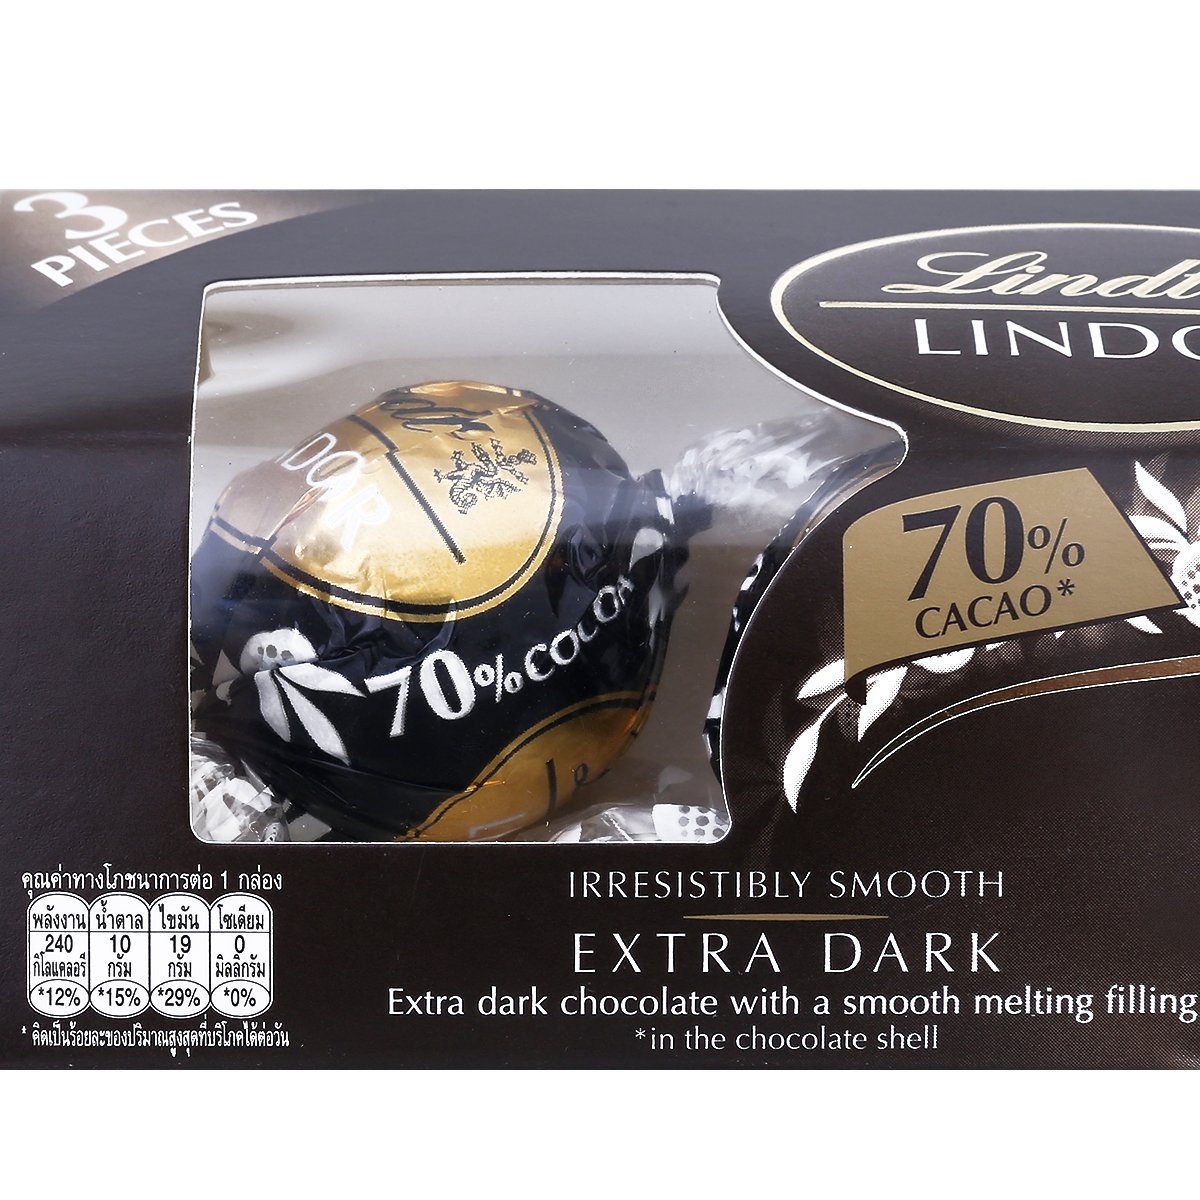 3
PIECES
Lindt
LINDO
DOR
70% COCOA
70%
CACAO*
IRRESISTIBLY SMOOTH
EXTRA DARK
Extra dark chocolate with a smooth melting filling
*in the chocolate shell
คุณค่าทางโภชนาการต่อ 1 กล่อง
พลังงาน น้ำตาล ไขมัน โซเดียม
240 10 19 0
กิโลแคลอรี กรัม กรัม มิลลิกรัม
*12% *15% *29% *0%
* คิดเป็นร้อยละของปริมาณสูงสุดที่บริโภคได้ต่อวัน